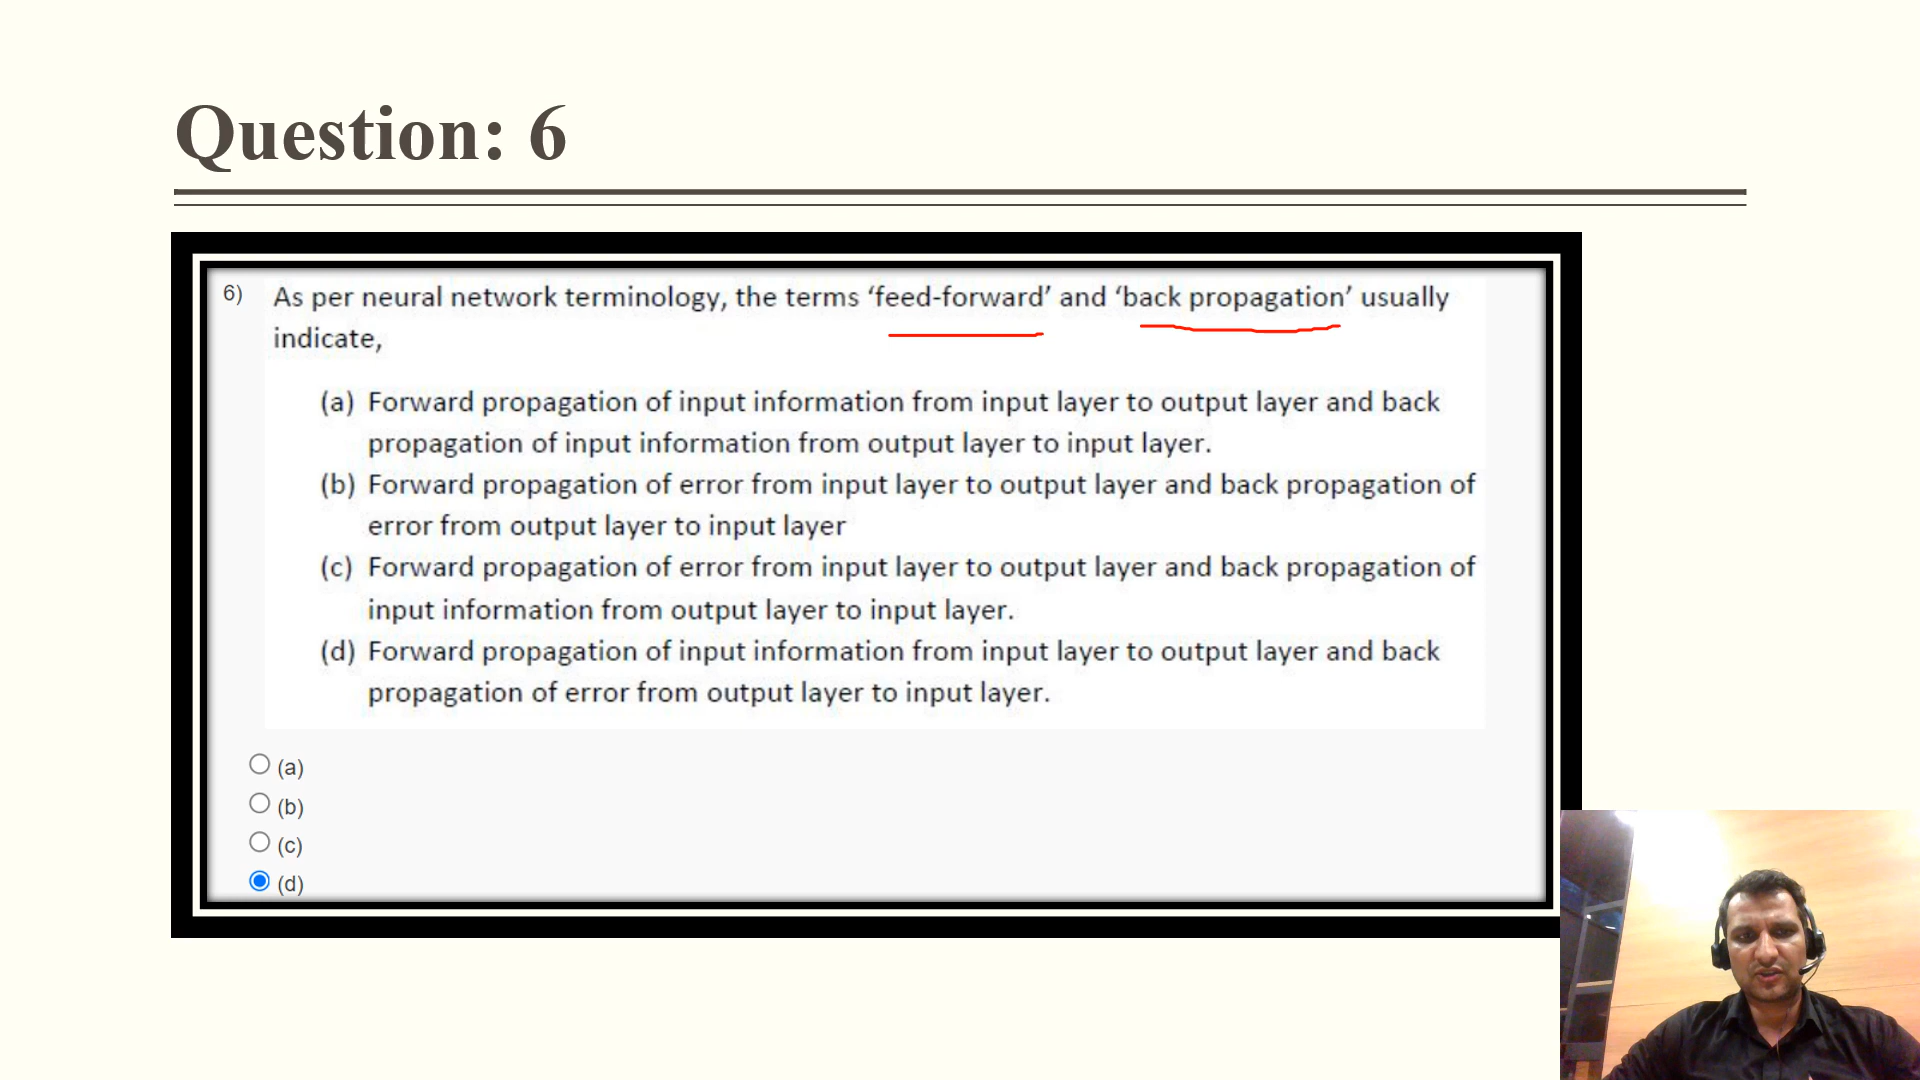 Question: 6
6) As per neural network terminology, the terms ‘feed-forward’ and ‘back propagation’ usually
indicate,
(a) Forward propagation of input information from input layer to output layer and back
propagation of input information from output layer to input layer.
(b) Forward propagation of error from input layer to output layer and back propagation of
error from output layer to input layer
(c) Forward propagation of error from input layer to output layer and back propagation of
input information from output layer to input layer.
(d) Forward propagation of input information from input layer to output layer and back
propagation of error from output layer to input layer.
(a)
(b)
(c)
(d)